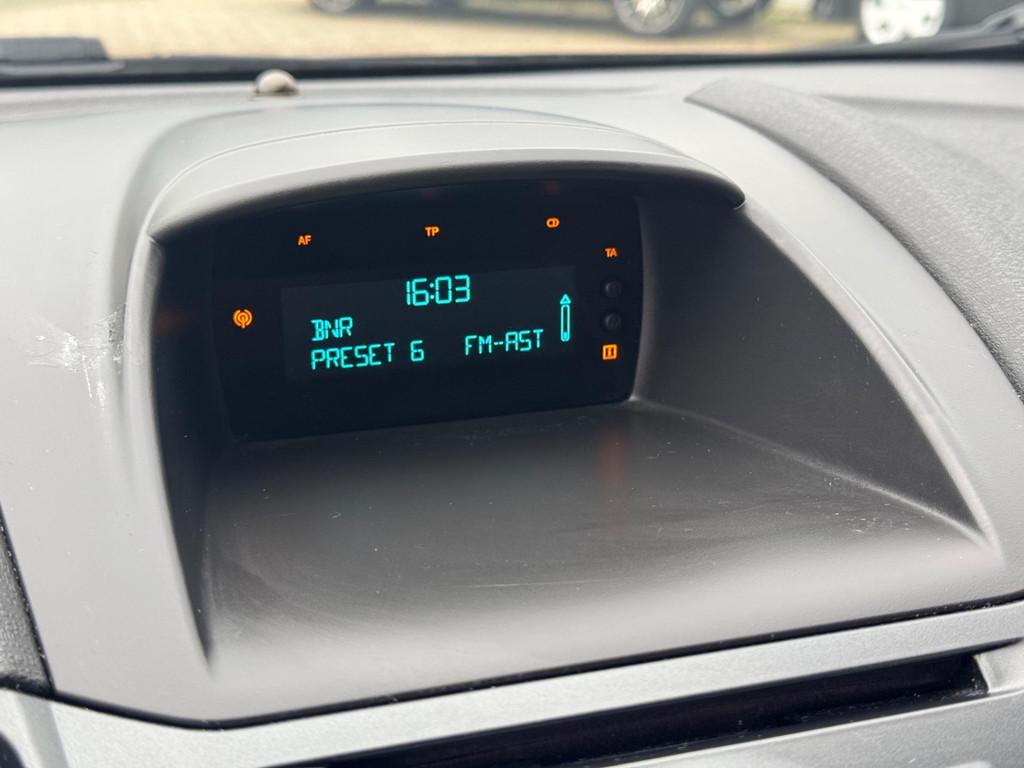 AF
TP
CD
TA
16:03
BNR
PRESET 6 FM-AST